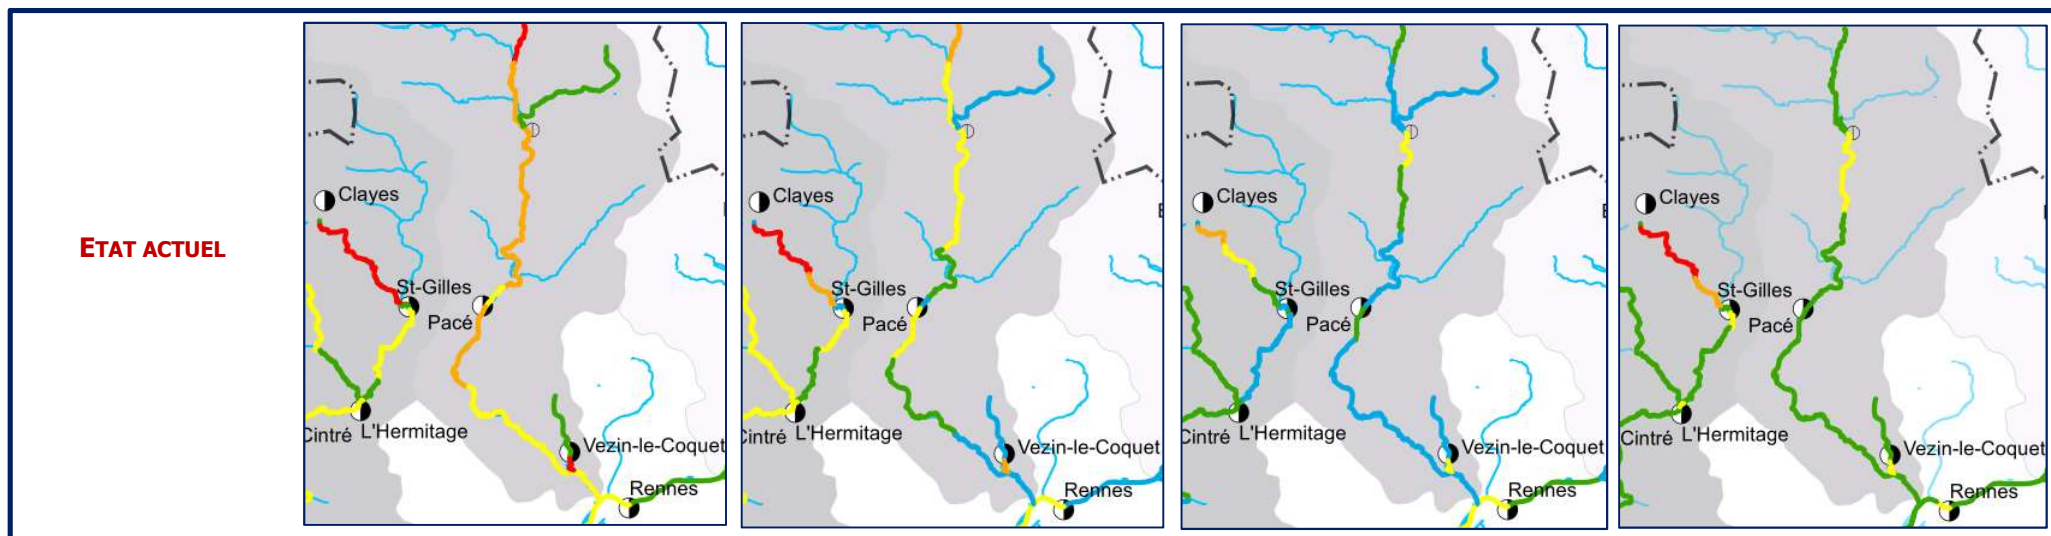 ETAT ACTUEL
Clayes
St-Gilles
Pacé
Cintré
L'Hermitage
Vezin-le-Coquet
Rennes
Clayes
St-Gilles
Pacé
Cintré
L'Hermitage
Vezin-le-Coquet
Rennes
Clayes
St-Gilles
Pacé
Cintré
L'Hermitage
Vezin-le-Coquet
Rennes
Clayes
St-Gilles
Pacé
Cintré
L'Hermitage
Vezin-le-Coquet
Rennes